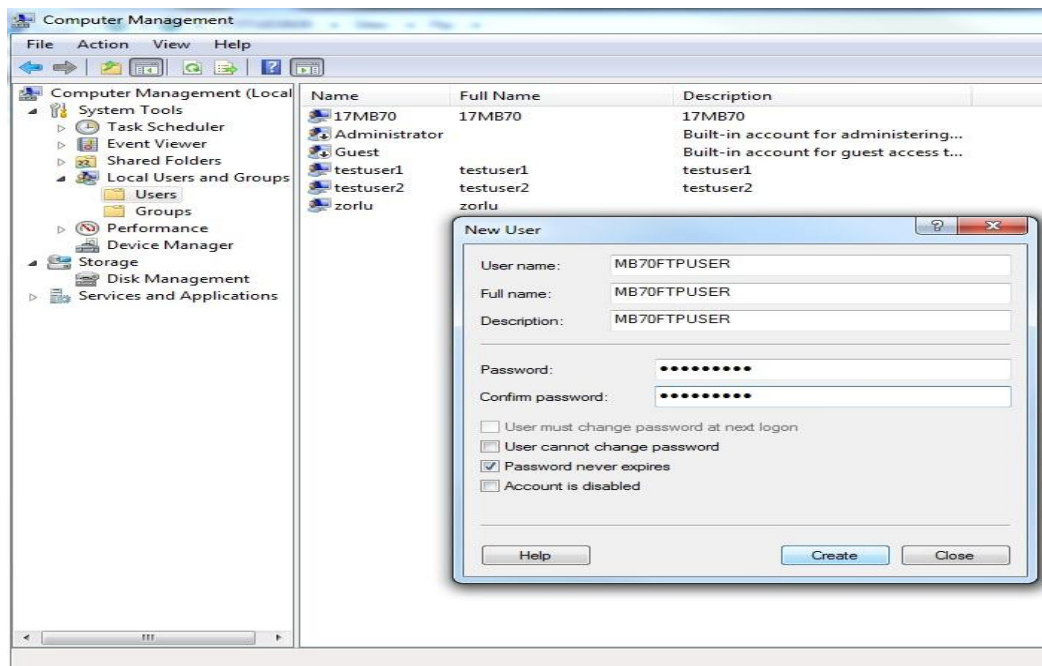 Computer Management
File Action View Help
Computer Management (Local
System Tools
Task Scheduler
Event Viewer
Shared Folders
Local Users and Groups
Users
Groups
Performance
Device Manager
Storage
Disk Management
Services and Applications
Name Full Name Description
17MB70 17MB70 17MB70
Administrator Built-in account for administering...
Guest Built-in account for guest access t...
testuser1 testuser1 testuser1
testuser2 testuser2 testuser2
zorlu zorlu
New User
User name: MB70FTPUSER
Full name: MB70FTPUSER
Description: MB70FTPUSER
Password: •••••••••
Confirm password: •••••••••
User must change password at next logon
User cannot change password
Password never expires
Account is disabled
Help Create Close